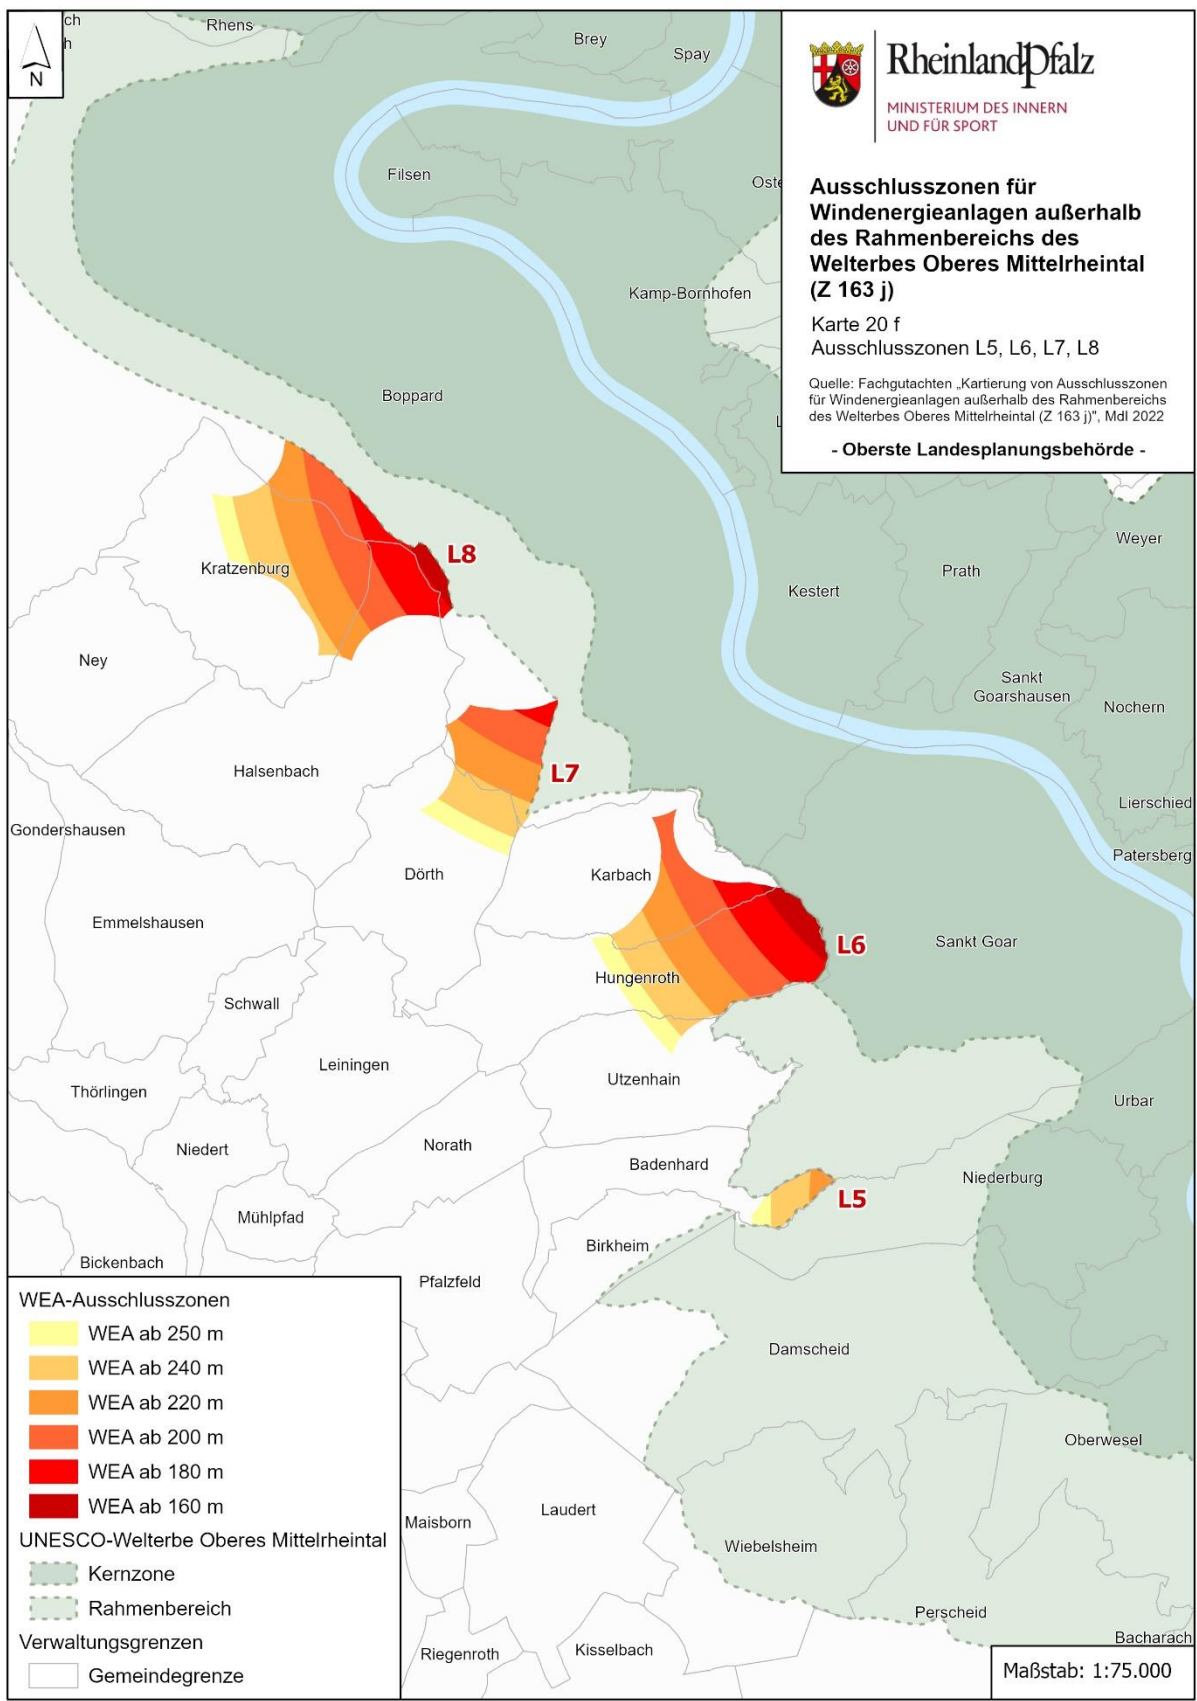 ch
h
Rhens
Brey
Spay
N
RheinlandPfalz
MINISTERIUM DES INNERN
UND FÜR SPORT
Ausschlusszonen für
Windenergieanlagen außerhalb
des Rahmenbereichs des
Welterbes Oberes Mittelrheintal
(Z 163 j)
Karte 20 f
Ausschlusszonen L5, L6, L7, L8
Quelle: Fachgutachten „Kartierung von Ausschlusszonen
für Windenergieanlagen außerhalb des Rahmenbereichs
des Welterbes Oberes Mittelrheintal (Z 163 j)", MdI 2022
- Oberste Landesplanungsbehörde -
Filsen
Oste
Kamp-Bornhofen
Boppard
Weyer
L8
Kratzenburg
Prath
Kestert
Ney
Sankt
Goarshausen
Nochern
Halsenbach
L7
Lierschied
Gondershausen
Patersberg
Dörth
Karbach
Emmelshausen
L6
Sankt Goar
Hungenroth
Schwall
Leiningen
Utzenhain
Thörlingen
Urbar
Niedert
Norath
Badenhard
Niederburg
L5
Mühlpfad
Birkheim
Bickenbach
Pfalzfeld
Damscheid
Oberwesel
Laudert
Maisborn
Wiebelsheim
Perscheid
Bacharach
Riegenroth
Kisselbach
WEA-Ausschlusszonen
WEA ab 250 m
WEA ab 240 m
WEA ab 220 m
WEA ab 200 m
WEA ab 180 m
WEA ab 160 m
UNESCO-Welterbe Oberes Mittelrheintal
Kernzone
Rahmenbereich
Verwaltungsgrenzen
Gemeindegrenze
Maßstab: 1:75.000